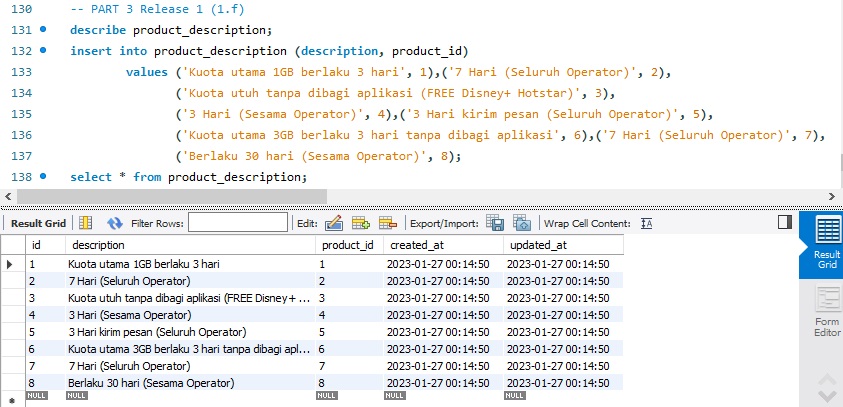 130 -- PART 3 Release 1 (1.f)
131 describe product_description;
132 insert into product_description (description, product_id)
133 values ('Kuota utama 1GB berlaku 3 hari', 1),('7 Hari (Seluruh Operator)', 2),
134 ('Kuota utuh tanpa dibagi aplikasi (FREE Disney+ Hotstar)', 3),
135 ('3 Hari (Sesama Operator)', 4),('3 Hari kirim pesan (Seluruh Operator)', 5),
136 ('Kuota utama 3GB berlaku 3 hari tanpa dibagi aplikasi', 6),('7 Hari (Seluruh Operator)', 7),
137 ('Berlaku 30 hari (Sesama Operator)', 8);
138 select * from product_description;
Result Grid Filter Rows: Edit: Export/Import: Wrap Cell Content:
id description product_id created_at updated_at
1 Kuota utama 1GB berlaku 3 hari 1 2023-01-27 00:14:50 2023-01-27 00:14:50
2 7 Hari (Seluruh Operator) 2 2023-01-27 00:14:50 2023-01-27 00:14:50
3 Kuota utuh tanpa dibagi aplikasi (FREE Disney+ ... 3 2023-01-27 00:14:50 2023-01-27 00:14:50
4 3 Hari (Sesama Operator) 4 2023-01-27 00:14:50 2023-01-27 00:14:50
5 3 Hari kirim pesan (Seluruh Operator) 5 2023-01-27 00:14:50 2023-01-27 00:14:50
6 Kuota utama 3GB berlaku 3 hari tanpa dibagi apl... 6 2023-01-27 00:14:50 2023-01-27 00:14:50
7 7 Hari (Seluruh Operator) 7 2023-01-27 00:14:50 2023-01-27 00:14:50
8 Berlaku 30 hari (Sesama Operator) 8 2023-01-27 00:14:50 2023-01-27 00:14:50
NULL NULL NULL NULL NULL
Result
Grid
Form
Editor